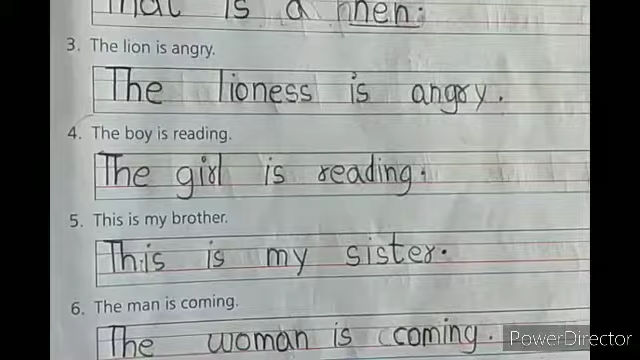 That is a hen.
3. The lion is angry.
The lioness is angry.
4. The boy is reading.
The girl is reading.
5. This is my brother.
This is my sister.
6. The man is coming.
The woman is coming.
PowerDirector